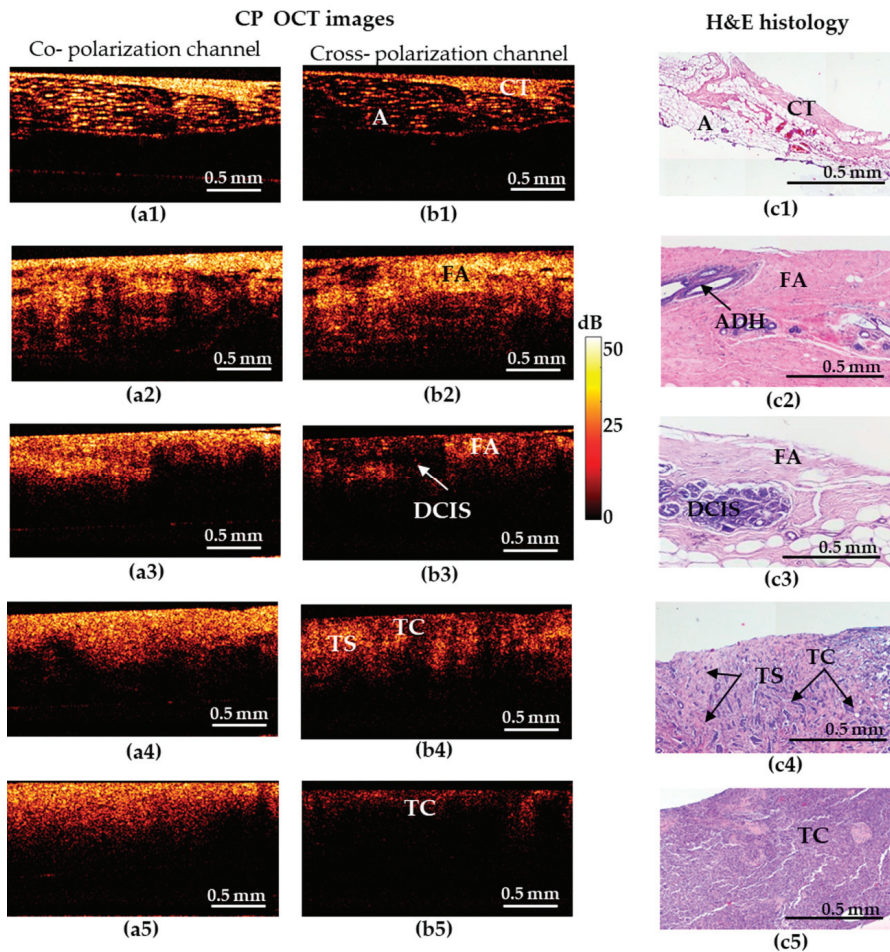 CP OCT images
H&E histology
Co- polarization channel
Cross- polarization channel
CT
A
0.5 mm
0.5 mm
CT
A
0.5 mm
(a1)
(b1)
(c1)
FA
0.5 mm
0.5 mm
FA
ADH
0.5 mm
(a2)
(b2)
(c2)
dB
50
25
0
FA
DCIS
0.5 mm
0.5 mm
FA
DCIS
0.5 mm
(a3)
(b3)
(c3)
TC
TS
0.5 mm
0.5 mm
TS
TC
0.5 mm
(a4)
(b4)
(c4)
TC
0.5 mm
0.5 mm
TC
0.5 mm
(a5)
(b5)
(c5)